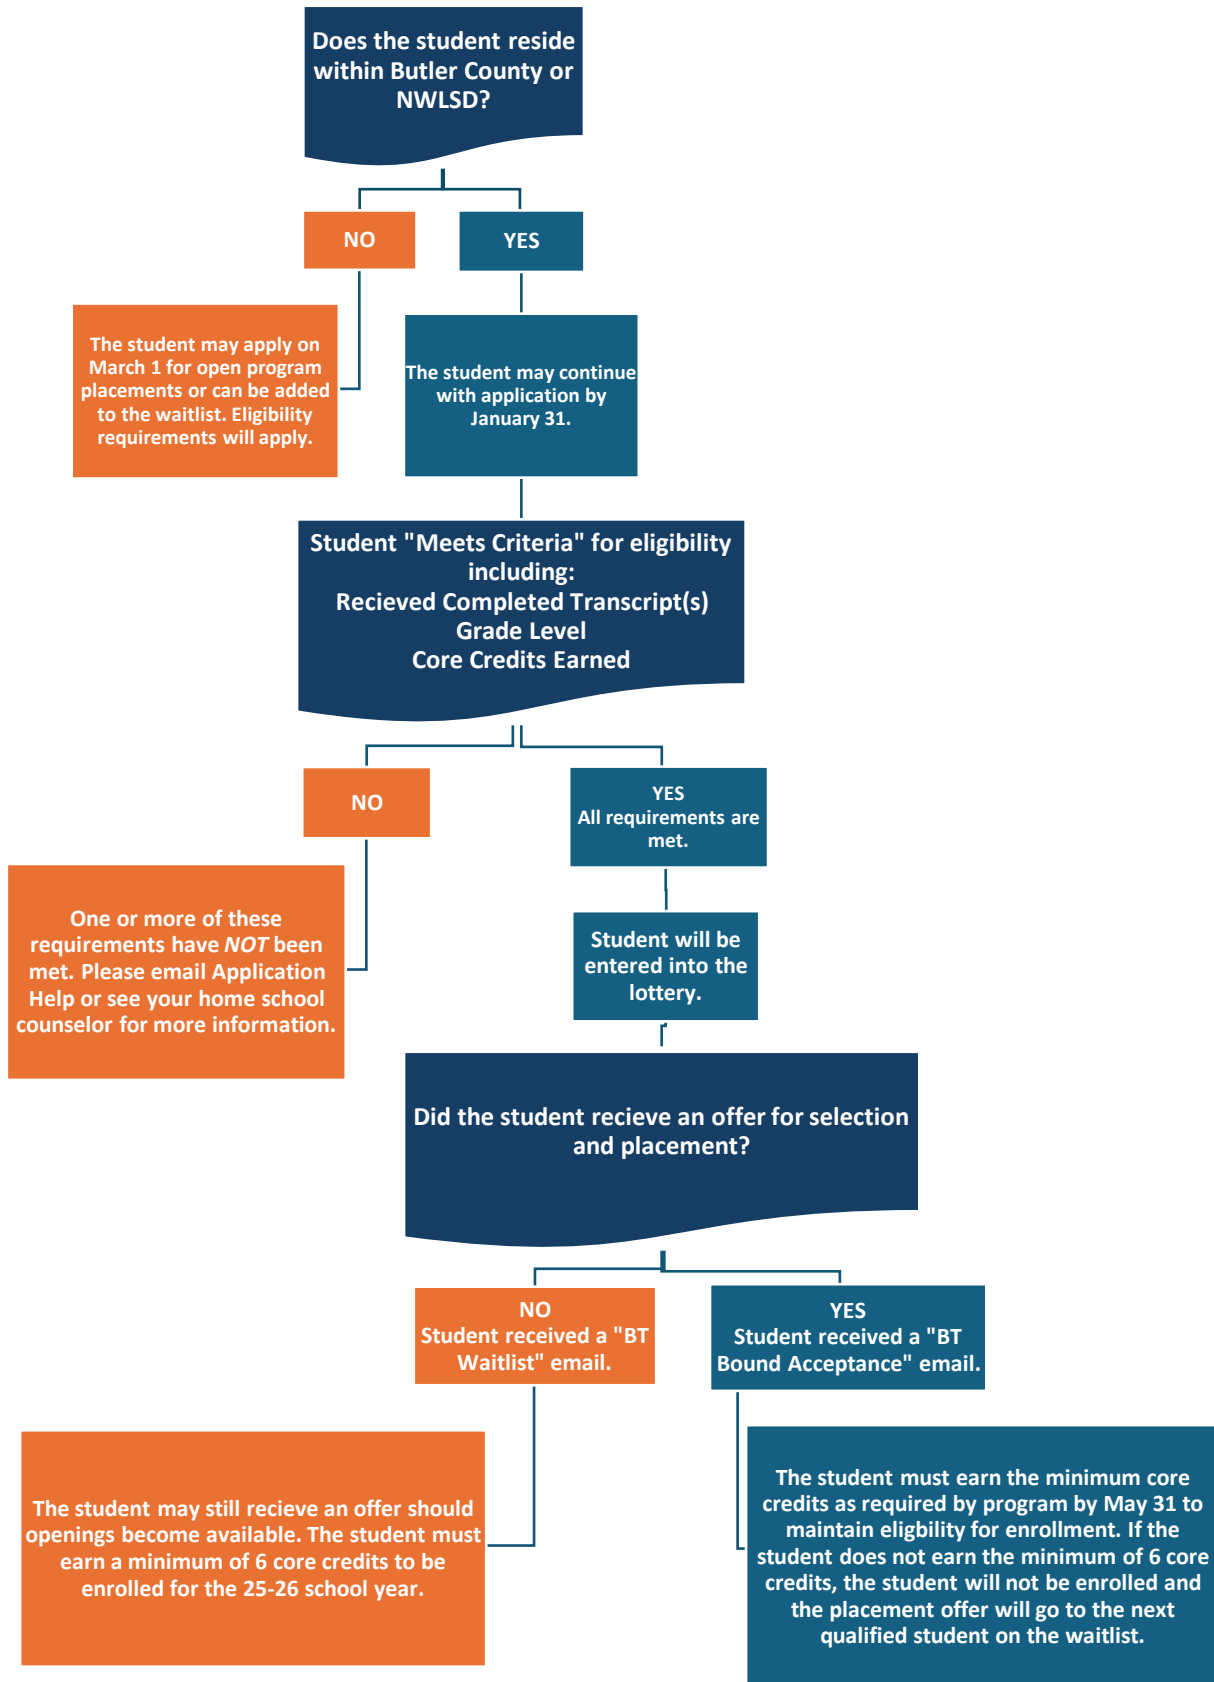 Does the student reside
within Butler County or
NWLSD?
NO
YES
The student may apply on
March 1 for open program
placements or can be added
to the waitlist. Eligibility
requirements will apply.
The student may continue
with application by
January 31.
Student "Meets Criteria" for eligibility
including:
Recieved Completed Transcript(s)
Grade Level
Core Credits Earned
NO
YES
All requirements are
met.
One or more of these
requirements have NOT been
met. Please email Application
Help or see your home school
counselor for more information.
Student will be
entered into the
lottery.
Did the student recieve an offer for selection
and placement?
NO
Student received a "BT
Waitlist" email.
YES
Student received a "BT
Bound Acceptance" email.
The student may still recieve an offer should
openings become available. The student must
earn a minimum of 6 core credits to be
enrolled for the 25-26 school year.
The student must earn the minimum core
credits as required by program by May 31 to
maintain eligbility for enrollment. If the
student does not earn the minimum of 6 core
credits, the student will not be enrolled and
the placement offer will go to the next
qualified student on the waitlist.